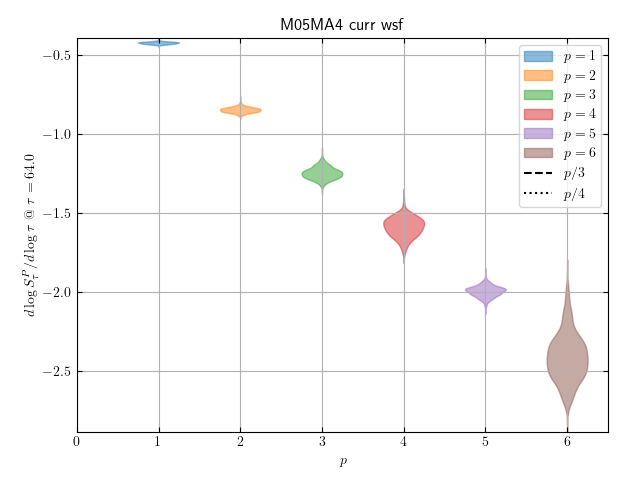 M05MA4 curr wsf
d log S_τ^P / d log τ @ τ = 64.0
−0.5
−1.0
−1.5
−2.0
−2.5
0 1 2 3 4 5 6
p
p = 1
p = 2
p = 3
p = 4
p = 5
p = 6
p/3
p/4